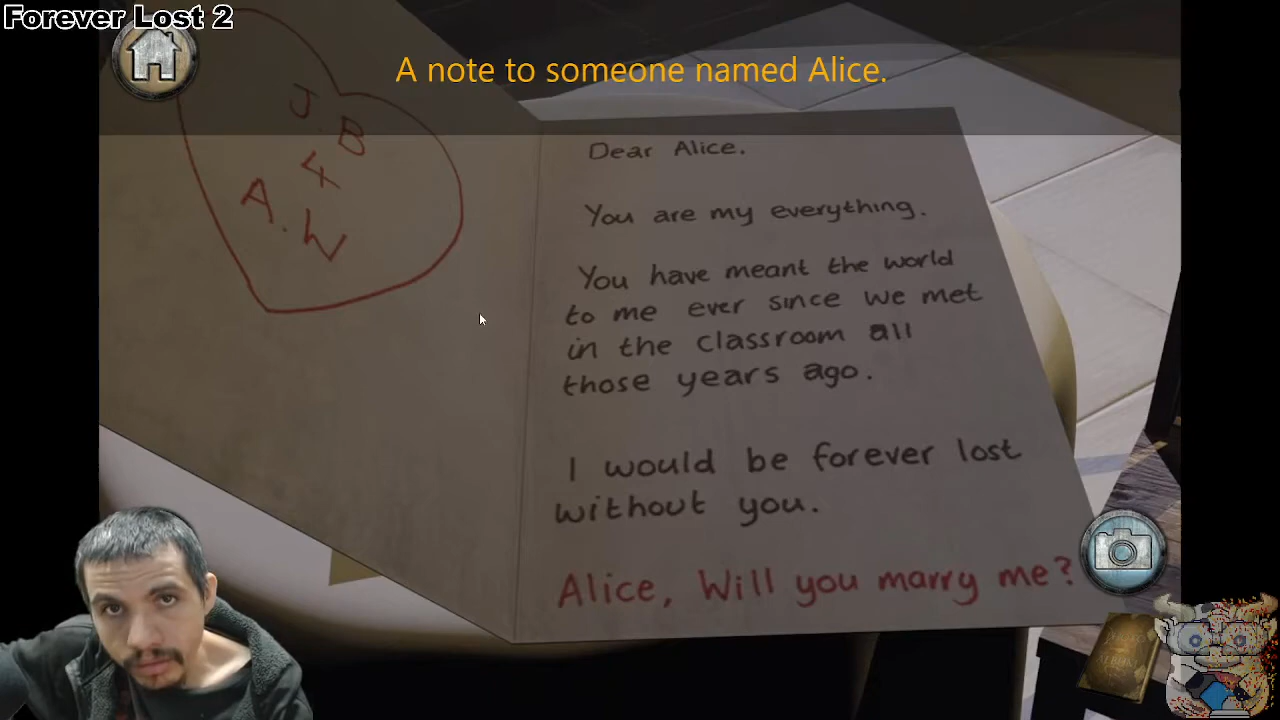 Forever Lost 2
A note to someone named Alice.
J.B
4
A.W
Dear Alice.
You are my everything.
You have meant the world
to me ever since we met
in the classroom all
those years ago.
I would be forever lost
without you.
Alice, Will you marry me?